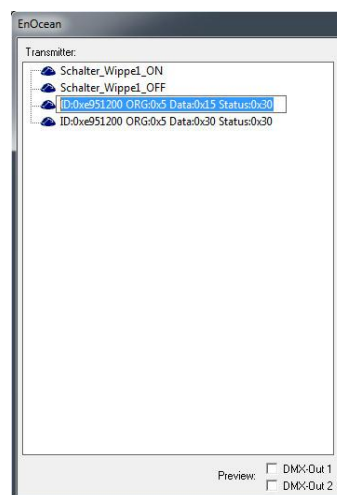 EnOcean
Transmitter:
Schalter_Wippe1_ON
Schalter_Wippe1_OFF
ID:0xe951200 ORG:0x5 Data:0x15 Status:0x30
ID:0xe951200 ORG:0x5 Data:0x30 Status:0x30
Preview:
DMX-Out 1
DMX-Out 2